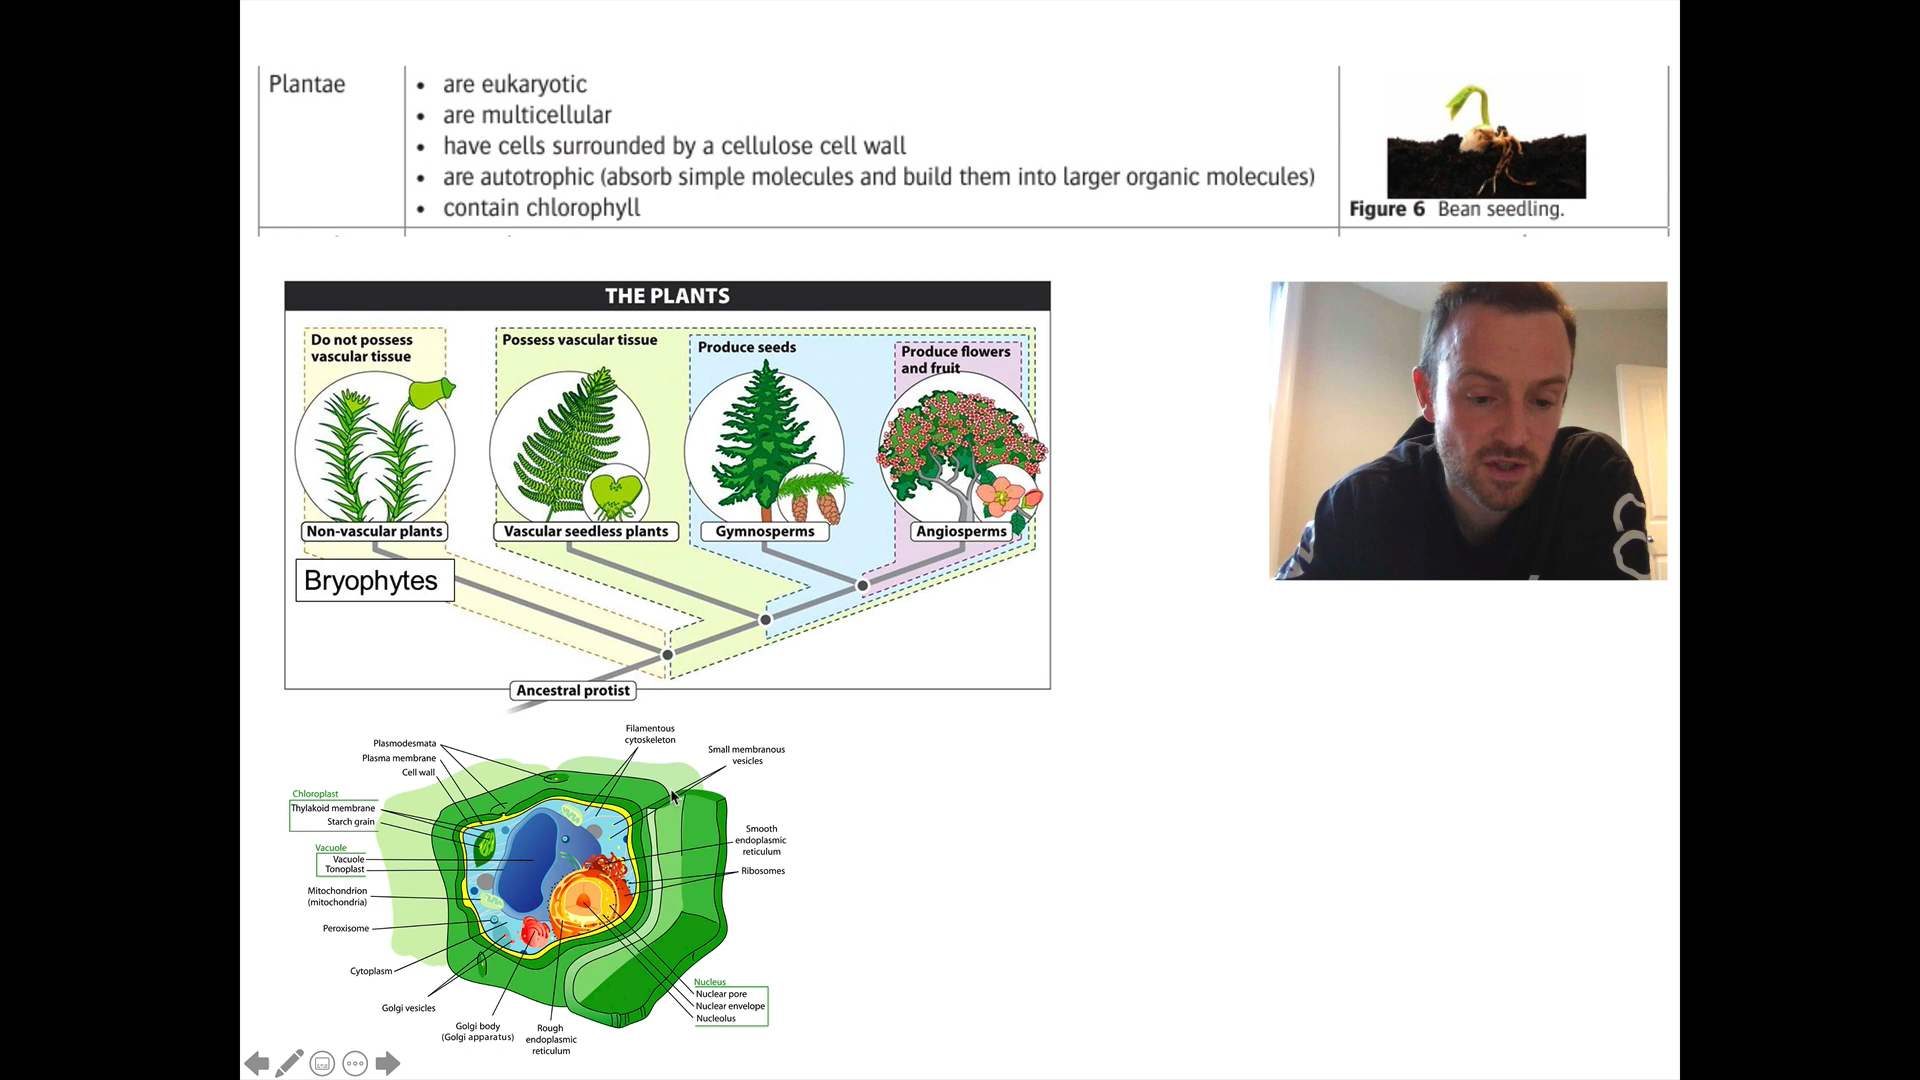 Plantae
• are eukaryotic
• are multicellular
• have cells surrounded by a cellulose cell wall
• are autotrophic (absorb simple molecules and build them into larger organic molecules)
• contain chlorophyll
Figure 6 Bean seedling.
THE PLANTS
Do not possess
vascular tissue
Possess vascular tissue
Produce seeds
Produce flowers
and fruit
Non-vascular plants
Vascular seedless plants
Gymnosperms
Angiosperms
Bryophytes
Ancestral protist
Filamentous
cytoskeleton
Small membranous
vesicles
Plasmodesmata
Plasma membrane
Cell wall
Chloroplast
Thylakoid membrane
Starch grain
Vacuole
Vacuole
Tonoplast
Mitochondrion
(mitochondria)
Peroxisome
Cytoplasm
Golgi vesicles
Golgi body
(Golgi apparatus)
Rough
endoplasmic
reticulum
Smooth
endoplasmic
reticulum
Ribosomes
Nucleus
Nuclear pore
Nuclear envelope
Nucleolus